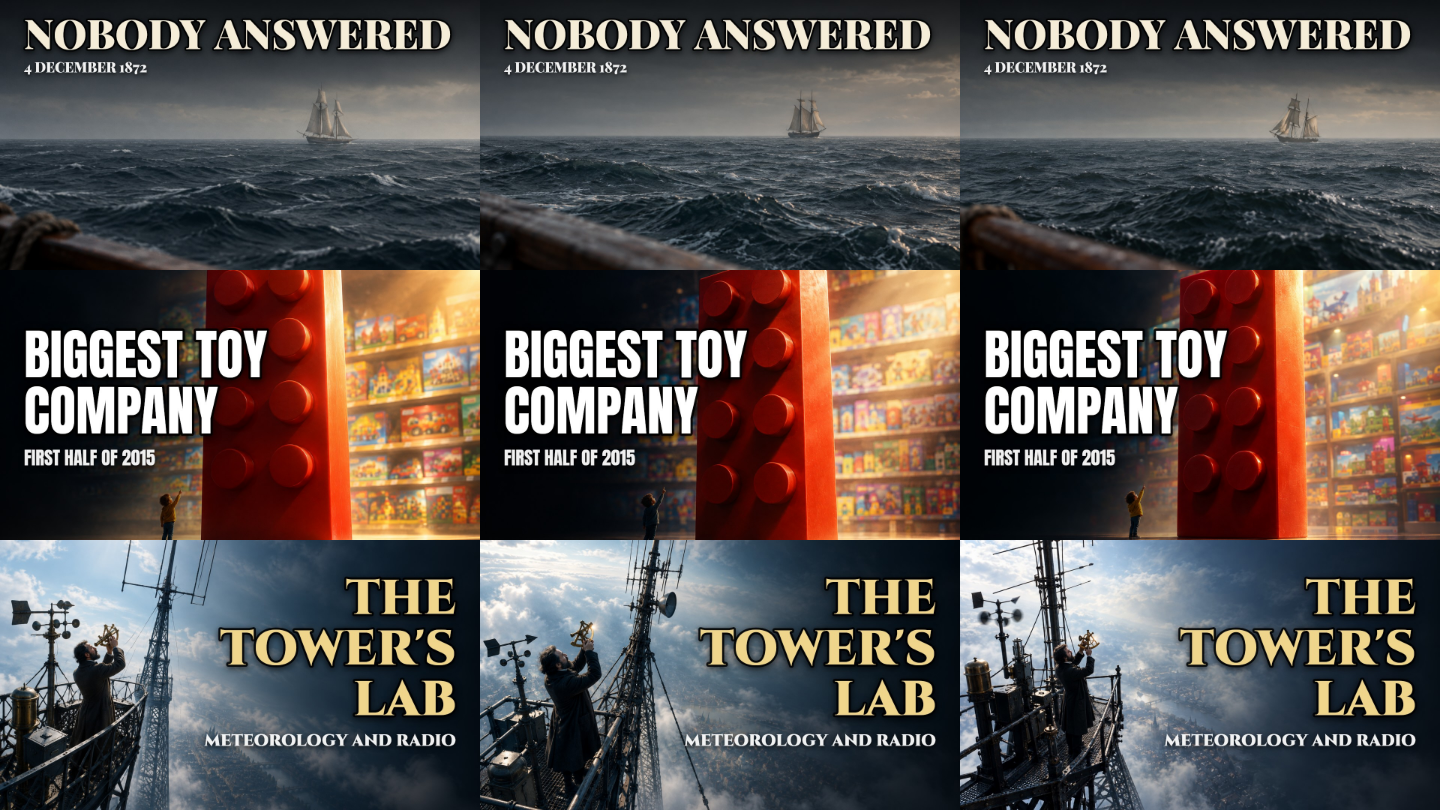 NOBODY ANSWERED
4 DECEMBER 1872
NOBODY ANSWERED
4 DECEMBER 1872
NOBODY ANSWERED
4 DECEMBER 1872
BIGGEST TOY
COMPANY
FIRST HALF OF 2015
BIGGEST TOY
COMPANY
FIRST HALF OF 2015
BIGGEST TOY
COMPANY
FIRST HALF OF 2015
THE
TOWER'S
LAB
METEOROLOGY AND RADIO
THE
TOWER'S
LAB
METEOROLOGY AND RADIO
THE
TOWER'S
LAB
METEOROLOGY AND RADIO